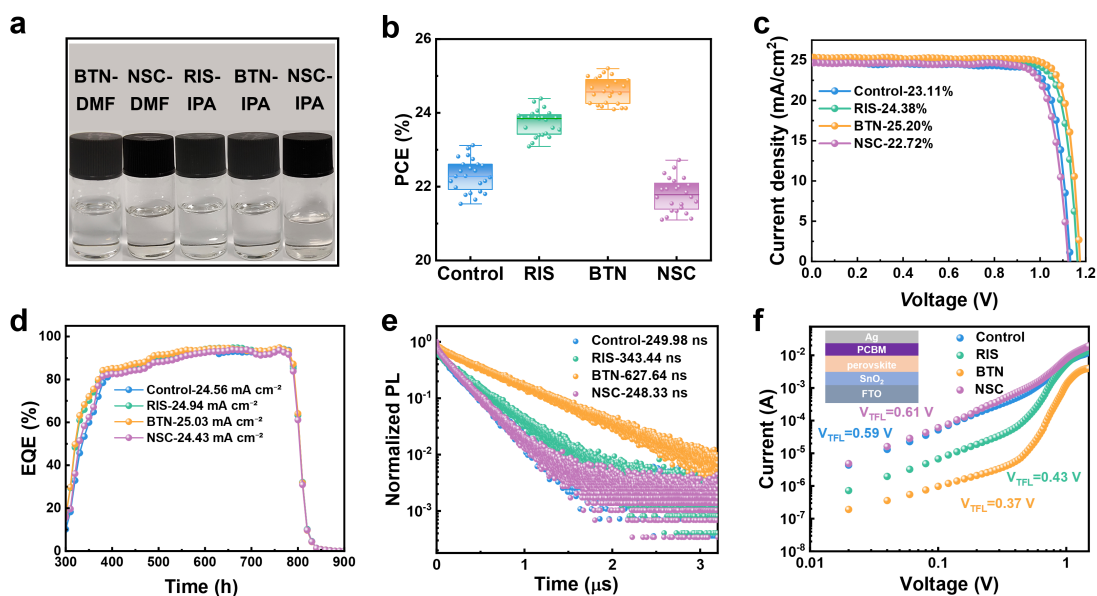 a
BTN- NSC- RIS- BTN- NSC-
DMF DMF IPA IPA IPA
b
PCE (%)
26
24
22
20
Control RIS BTN NSC
c
Current density (mA/cm²)
25
20
15
10
5
0
Control-23.11%
RIS-24.38%
BTN-25.20%
NSC-22.72%
0.0 0.2 0.4 0.6 0.8 1.0 1.2
Voltage (V)
d
EQE (%)
100
80
60
40
20
0
Control-24.56 mA cm⁻²
RIS-24.94 mA cm⁻²
BTN-25.03 mA cm⁻²
NSC-24.43 mA cm⁻²
300 400 500 600 700 800 900
Time (h)
e
Normalized PL
10⁰
10⁻¹
10⁻²
10⁻³
Control-249.98 ns
RIS-343.44 ns
BTN-627.64 ns
NSC-248.33 ns
0 1 2 3
Time (μs)
f
Current (A)
10⁻²
10⁻³
10⁻⁴
10⁻⁵
10⁻⁶
10⁻⁷
10⁻⁸
Ag
PCBM
perovskite
SnO₂
FTO
Control
RIS
BTN
NSC
V_TFL=0.61 V
V_TFL=0.59 V
V_TFL=0.43 V
V_TFL=0.37 V
0.01 0.1 1
Voltage (V)